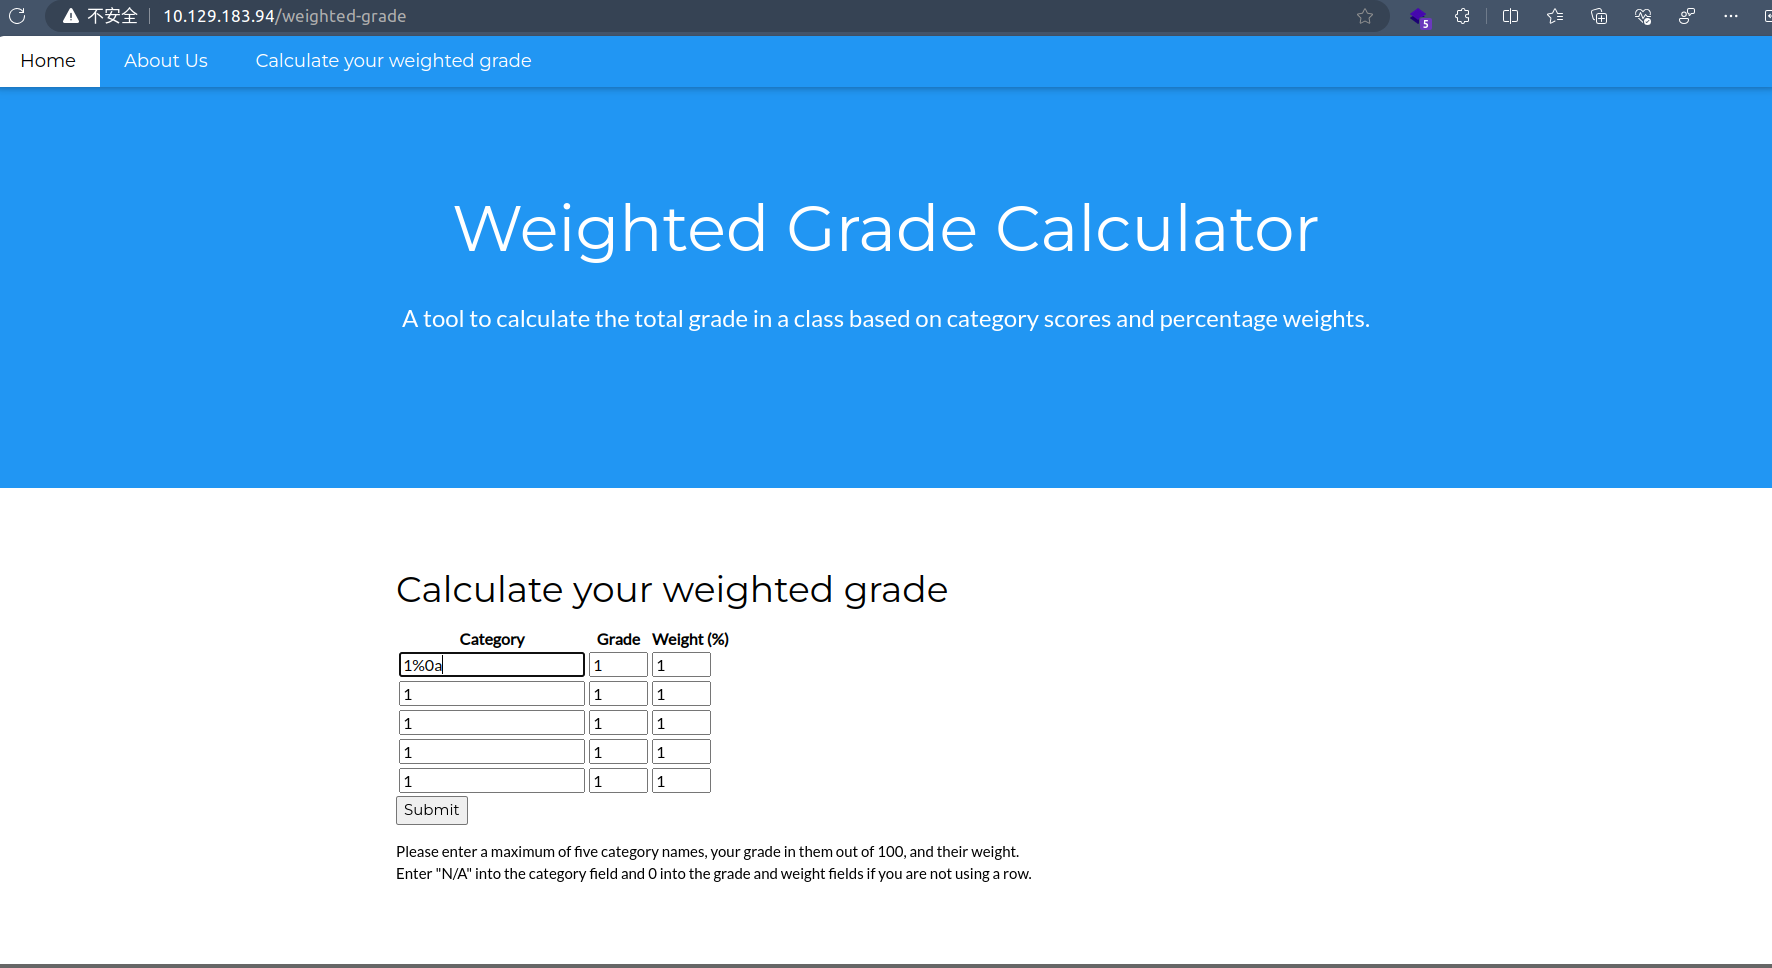 不安全 10.129.183.94/weighted-grade 5
Home About Us Calculate your weighted grade
Weighted Grade Calculator
A tool to calculate the total grade in a class based on category scores and percentage weights.
Calculate your weighted grade
Category Grade Weight (%)
1%0a 1 1
1 1 1
1 1 1
1 1 1
1 1 1
Submit
Please enter a maximum of five category names, your grade in them out of 100, and their weight.
Enter "N/A" into the category field and 0 into the grade and weight fields if you are not using a row.